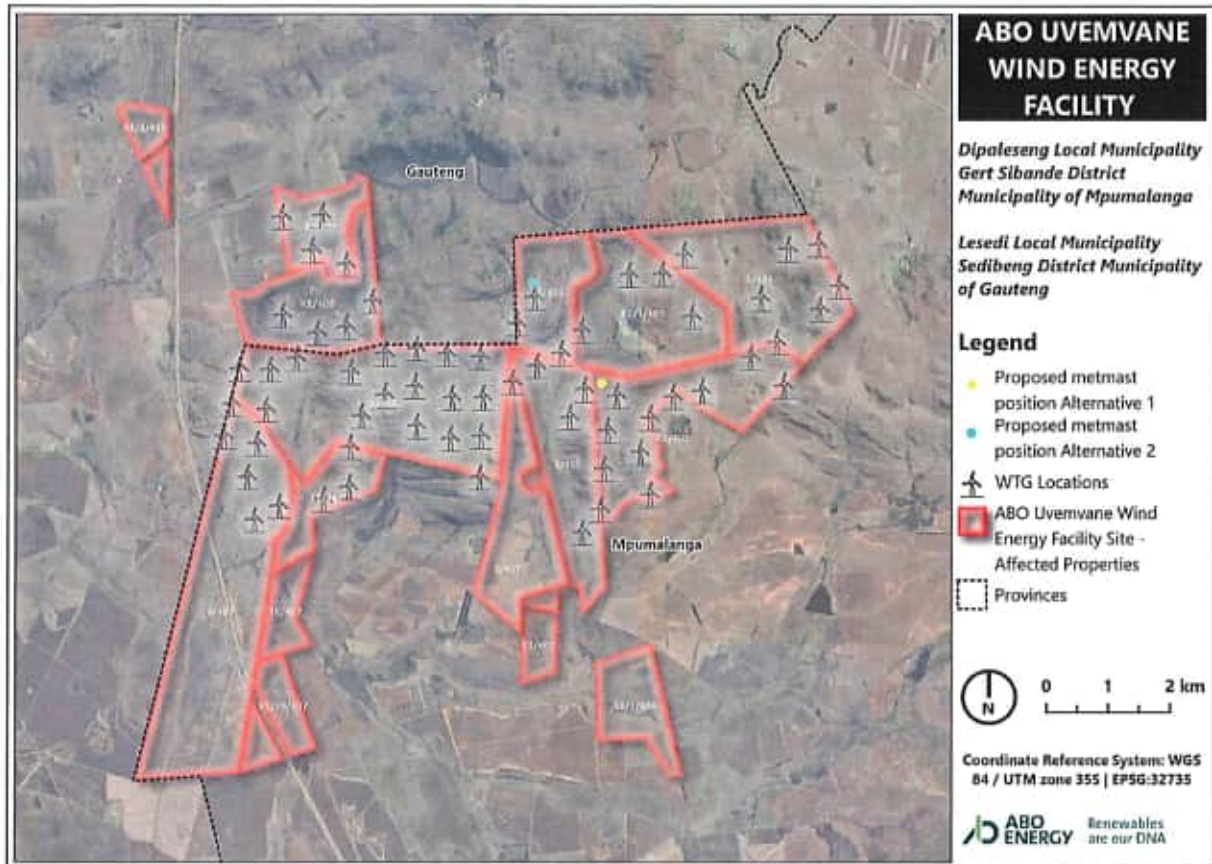 ABO UVEMVANE
WIND ENERGY
FACILITY
Dipaleseng Local Municipality
Gert Sibande District
Municipality of Mpumalanga
Lesedi Local Municipality
Sedibeng District Municipality
of Gauteng
Legend
Proposed metmast
position Alternative 1
Proposed metmast
position Alternative 2
WTG Locations
ABO Uvemvane Wind
Energy Facility Site -
Affected Properties
Provinces
N
0 1 2 km
Coordinate Reference System: WGS
84 / UTM zone 35S | EPSG:32735
ABO
ENERGY
Renewables
are our DNA
Gauteng
Mpumalanga